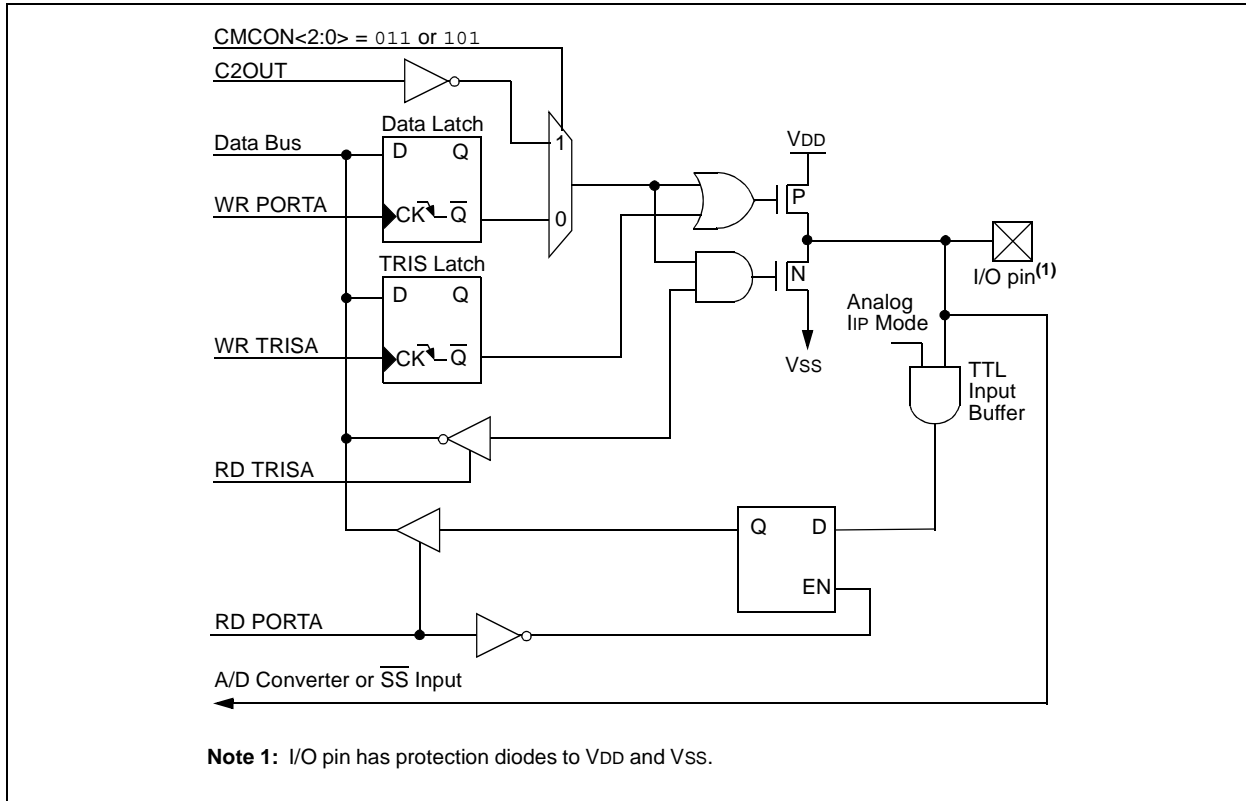 CMCON<2:0> = 011 or 101
C2OUT
Data Latch
Data Bus
D Q
1
VDD
WR PORTA
CK Q̅
0
P
TRIS Latch
N
I/O pin(1)
D Q
Analog
IIP Mode
WR TRISA
CK Q̅
VSS
TTL
Input
Buffer
RD TRISA
Q D
EN
RD PORTA
A/D Converter or S̅S̅ Input
Note 1: I/O pin has protection diodes to VDD and VSS.